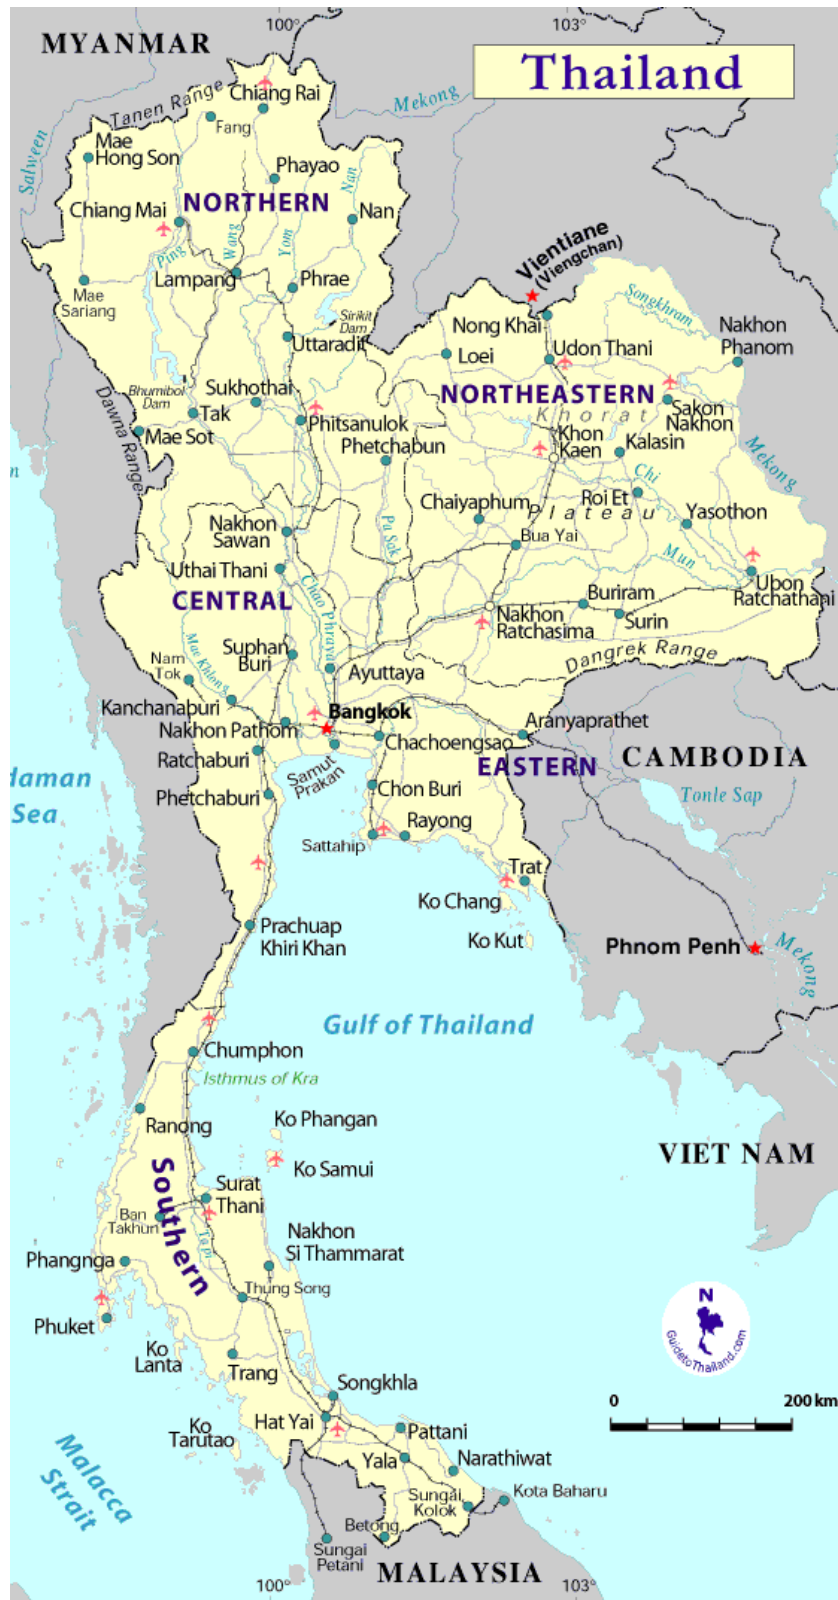 100°
103°
MYANMAR
Thailand
Tanen Range
Chiang Rai
Mekong
Fang
Salween
Mae
Hong Son
Phayao
Nan
NORTHERN
Chiang Mai
Nan
Wang
Yom
Ping
Vientiane
(Viengchan)
Lampang
Phrae
Mae
Sariang
Songkhram
Sirikit
Dam
Nong Khai
Nakhon
Phanom
Uttaradit
Loei
Udon Thani
Bhumibol
Dam
Sukhothai
NORTHEASTERN
Dawna Range
Tak
Phitsanulok
Khorat
Sakon
Nakhon
Mae Sot
Phetchabun
Khon
Kaen
Kalasin
Mekong
n
Chi
Chaiyaphum
Roi Et
Plateau
Yasothon
Nakhon
Sawan
Pa Sak
Bua Yai
Mun
Uthai Thani
Chao Phraya
Ubon
Ratchathani
CENTRAL
Buriram
Nakhon
Ratchasima
Surin
Mae Khlong
Suphan
Buri
Dangrek Range
Nam
Tok
Ayuttaya
Kanchanaburi
Bangkok
Nakhon Pathom
Aranyaprathet
Chachoengsao
Ratchaburi
CAMBODIA
EASTERN
Samut
Prakan
daman
Sea
Phetchaburi
Chon Buri
Tonle Sap
Rayong
Sattahip
Trat
Ko Chang
Prachuap
Khiri Khan
Ko Kut
Phnom Penh
Mekong
Gulf of Thailand
Chumphon
Isthmus of Kra
Ranong
Ko Phangan
VIET NAM
Ko Samui
Southern
Surat
Thani
Ban
Takhun
Tapi
Nakhon
Si Thammarat
Phangnga
Thung Song
N
GuidetoThailand.com
Phuket
Ko
Lanta
Trang
Songkhla
0
200 km
Hat Yai
Ko
Tarutao
Pattani
Yala
Narathiwat
Malacca
Strait
Sungai
Kolok
Kota Baharu
Betong
Sungai
Petani
MALAYSIA
100°
103°